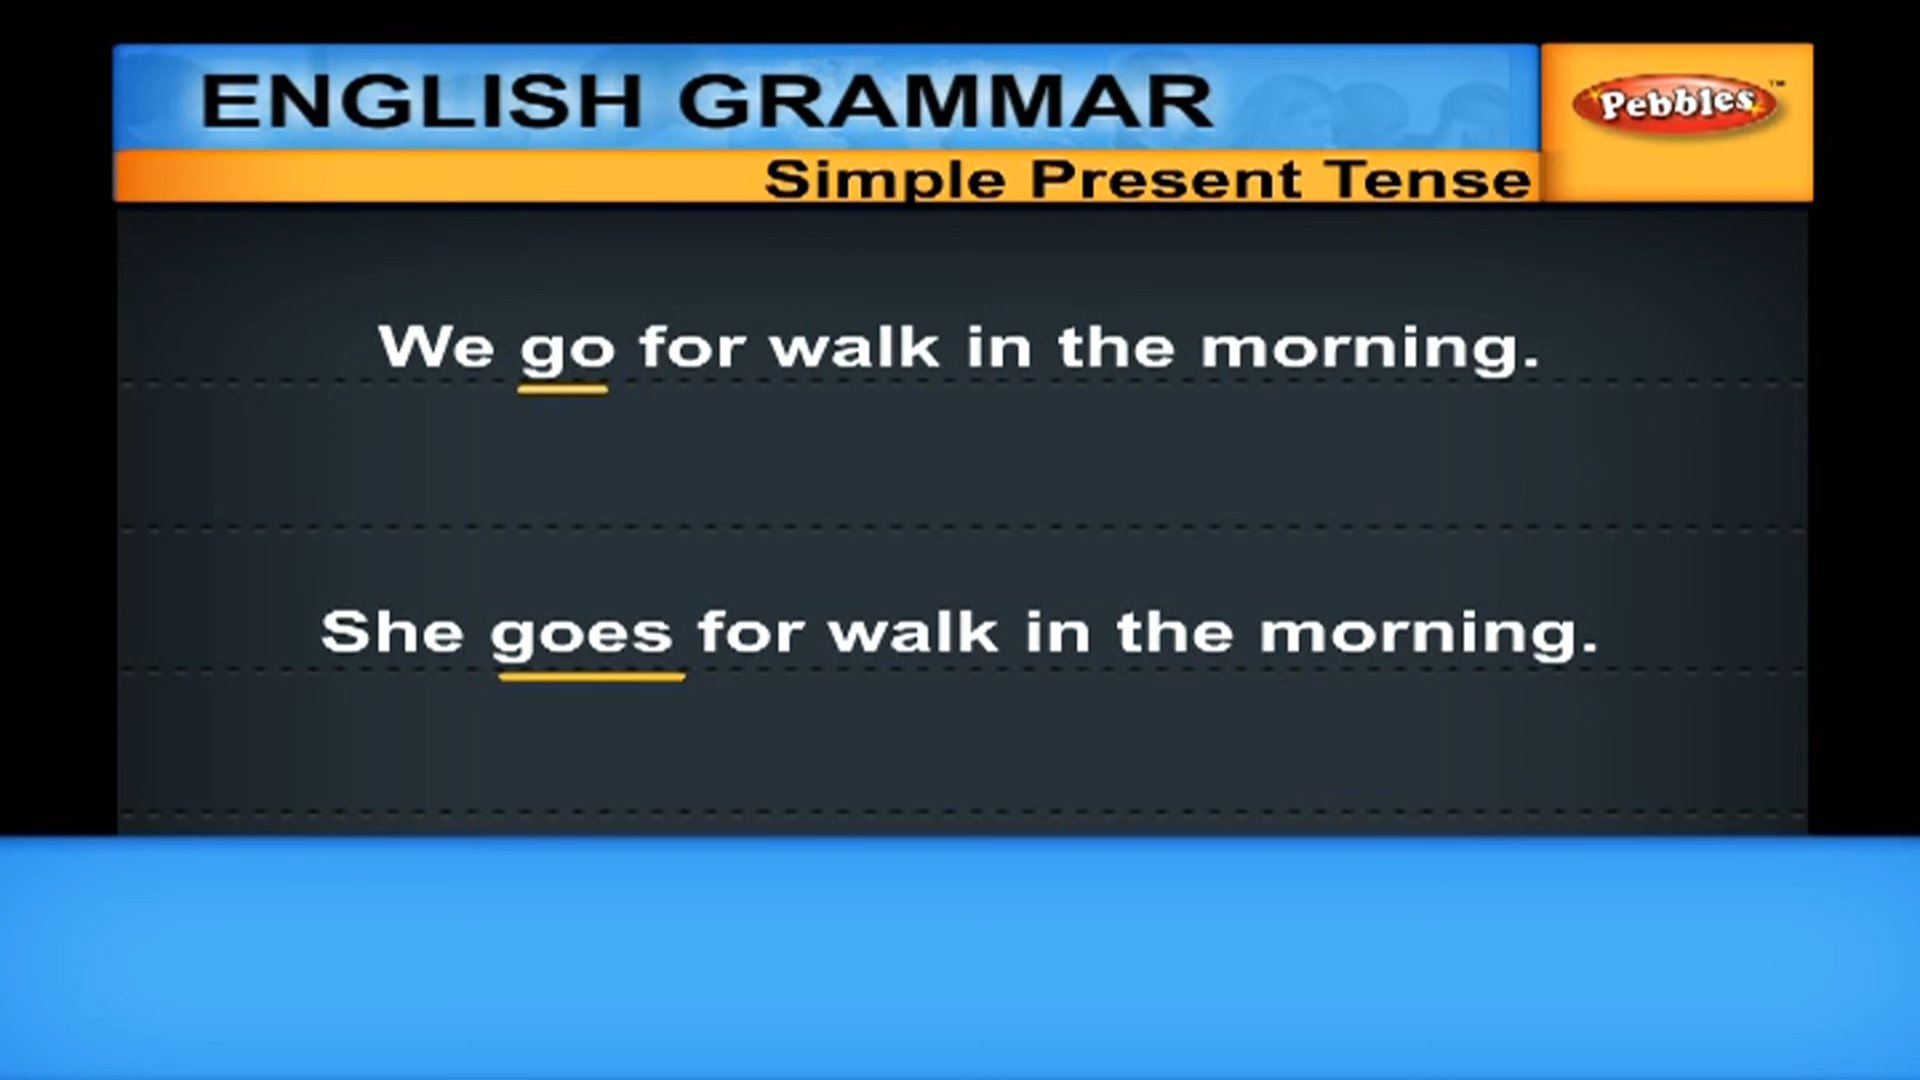 ENGLISH GRAMMAR
Pebbles™
Simple Present Tense
We go for walk in the morning.
She goes for walk in the morning.